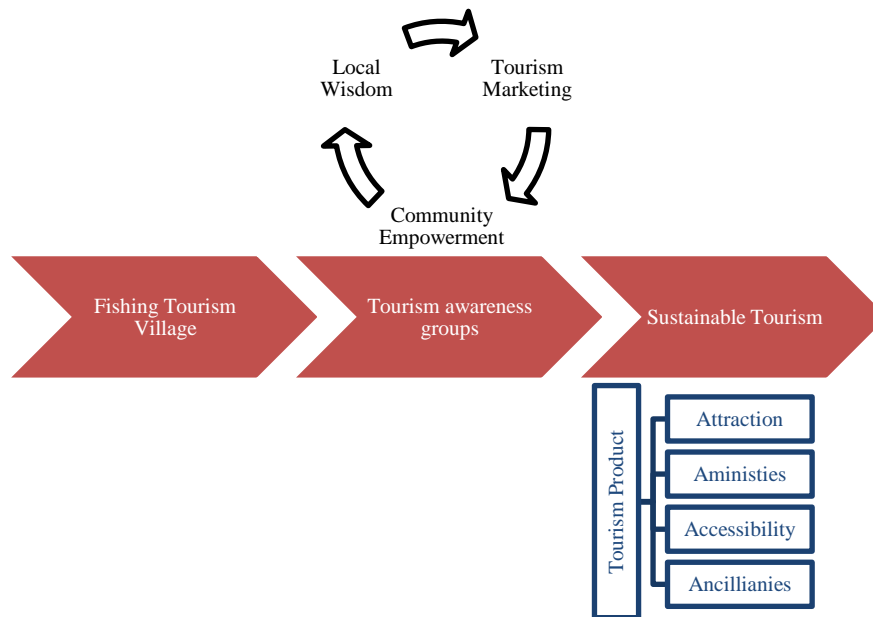 Local
Wisdom
Tourism
Marketing
Community
Empowerment
Fishing Tourism
Village
Tourism awareness
groups
Sustainable Tourism
Tourism Product
Attraction
Aministies
Accessibility
Ancillianies